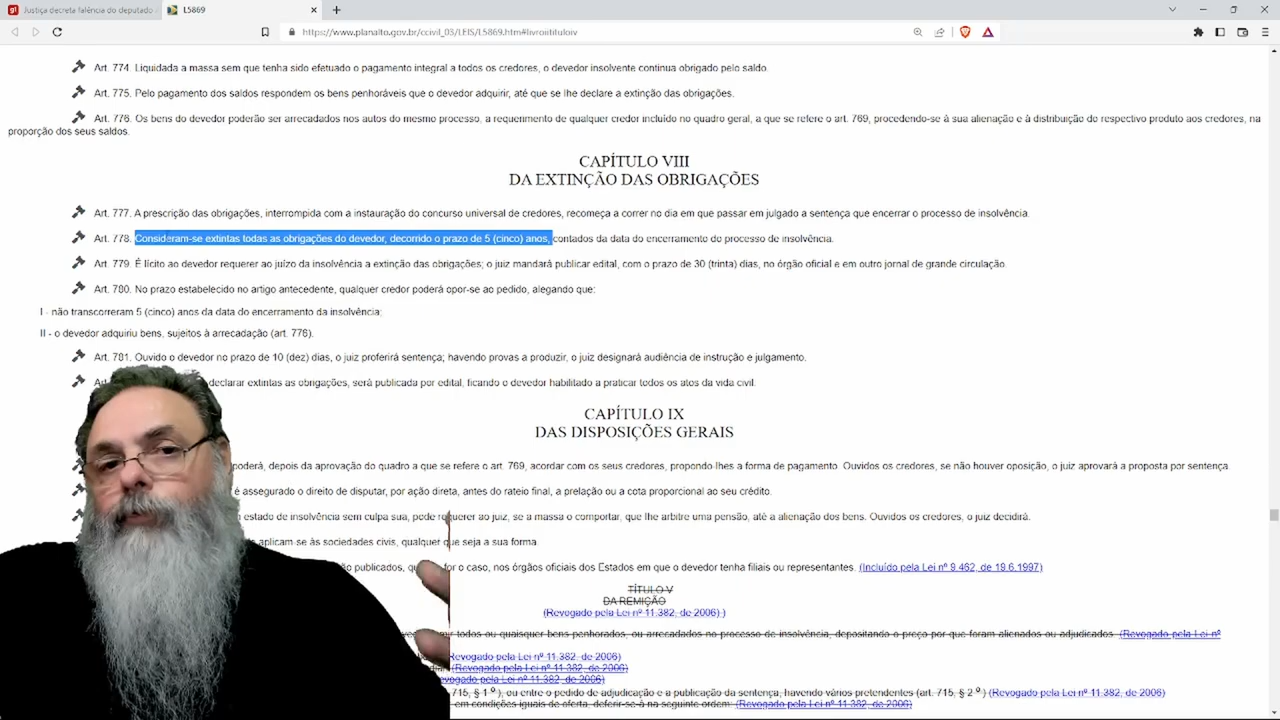 Justiça decreta falência do deputado
L5869
https://www.planalto.gov.br/ccivil_03/LEIS/L5869.htm#livroiitituloiv
Art. 774. Liquidada a massa sem que tenha sido efetuado o pagamento integral a todos os credores, o devedor insolvente continua obrigado pelo saldo.
Art. 775. Pelo pagamento dos saldos respondem os bens penhoráveis que o devedor adquirir, até que se lhe declare a extinção das obrigações.
Art. 776. Os bens do devedor poderão ser arrecadados nos autos do mesmo processo, a requerimento de qualquer credor incluído no quadro geral, a que se refere o art. 769, procedendo-se à sua alienação e à distribuição do respectivo produto aos credores, na
proporção dos seus saldos.
CAPÍTULO VIII
DA EXTINÇÃO DAS OBRIGAÇÕES
Art. 777. A prescrição das obrigações, interrompida com a instauração do concurso universal de credores, recomeça a correr no dia em que passar em julgado a sentença que encerrar o processo de insolvência.
Art. 778. Consideram-se extintas todas as obrigações do devedor, decorrido o prazo de 5 (cinco) anos, contados da data do encerramento do processo de insolvência.
Art. 779. É lícito ao devedor requerer ao juízo da insolvência a extinção das obrigações; o juiz mandará publicar edital, com o prazo de 30 (trinta) dias, no órgão oficial e em outro jornal de grande circulação.
Art. 780. No prazo estabelecido no artigo antecedente, qualquer credor poderá opor-se ao pedido, alegando que:
I - não transcorreram 5 (cinco) anos da data do encerramento da insolvência;
II - o devedor adquiriu bens, sujeitos à arrecadação (art. 776).
Art. 781. Ouvido o devedor no prazo de 10 (dez) dias, o juiz proferirá sentença; havendo provas a produzir, o juiz designará audiência de instrução e julgamento.
declarar extintas as obrigações, será publicada por edital, ficando o devedor habilitado a praticar todos os atos da vida civil.
CAPÍTULO IX
DAS DISPOSIÇÕES GERAIS
poderá, depois da aprovação do quadro a que se refere o art. 769, acordar com os seus credores, propondo-lhes a forma de pagamento. Ouvidos os credores, se não houver oposição, o juiz aprovará a proposta por sentença.
é assegurado o direito de disputar, por ação direta, antes do rateio final, a prelação ou a cota proporcional ao seu crédito.
estado de insolvência sem culpa sua, pode requerer ao juiz, se a massa o comportar, que lhe arbitre uma pensão, até a alienação dos bens. Ouvidos os credores, o juiz decidirá.
aplicam-se às sociedades civis, qualquer que seja a sua forma.
publicados, for o caso, nos órgãos oficiais dos Estados em que o devedor tenha filiais ou representantes. (Incluído pela Lei nº 9.462, de 19.6.1997)
TÍTULO V
DA REMIÇÃO
(Revogado pela Lei nº 11.382, de 2006).)
todos ou quaisquer bens penhorados, ou arrecadados no processo de insolvência, depositando o preço por que foram alienados ou adjudicados. (Revogado pela Lei nº
Revogado pela Lei nº 11.382, de 2006)
(Revogado pela Lei nº 11.382, de 2006)
pela Lei nº 11.382, de 2006)
715, § 1º), ou entre o pedido de adjudicação e a publicação da sentença, havendo vários pretendentes (art. 715, § 2º) (Revogado pela Lei nº 11.382, de 2006)
em condições iguais de oferta, deferir-se-á na seguinte ordem: (Revogado pela Lei nº 11.382, de 2006)